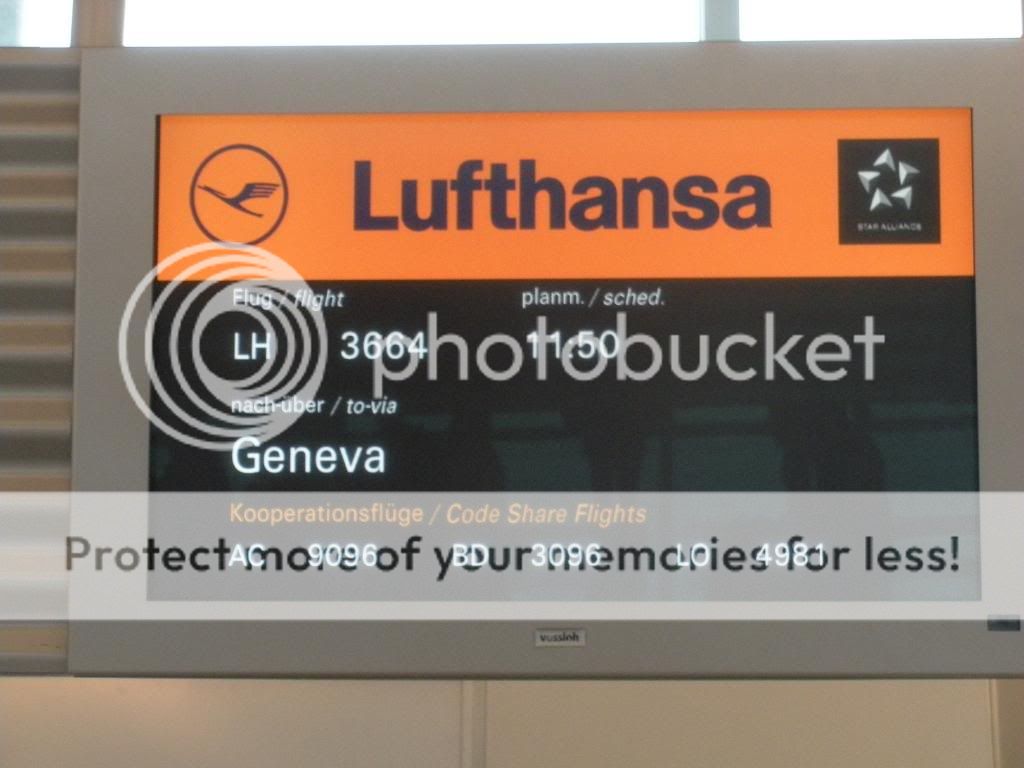 Lufthansa
STAR ALLIANCE
Flug / flight planm. / sched.
LH 3664 11:50
photobucket
nach-über / to-via
Geneva
Kooperationsflüge / Code Share Flights
AC 9096 BD 3096 LO 4981
Protect more of your memories for less!
vossloh